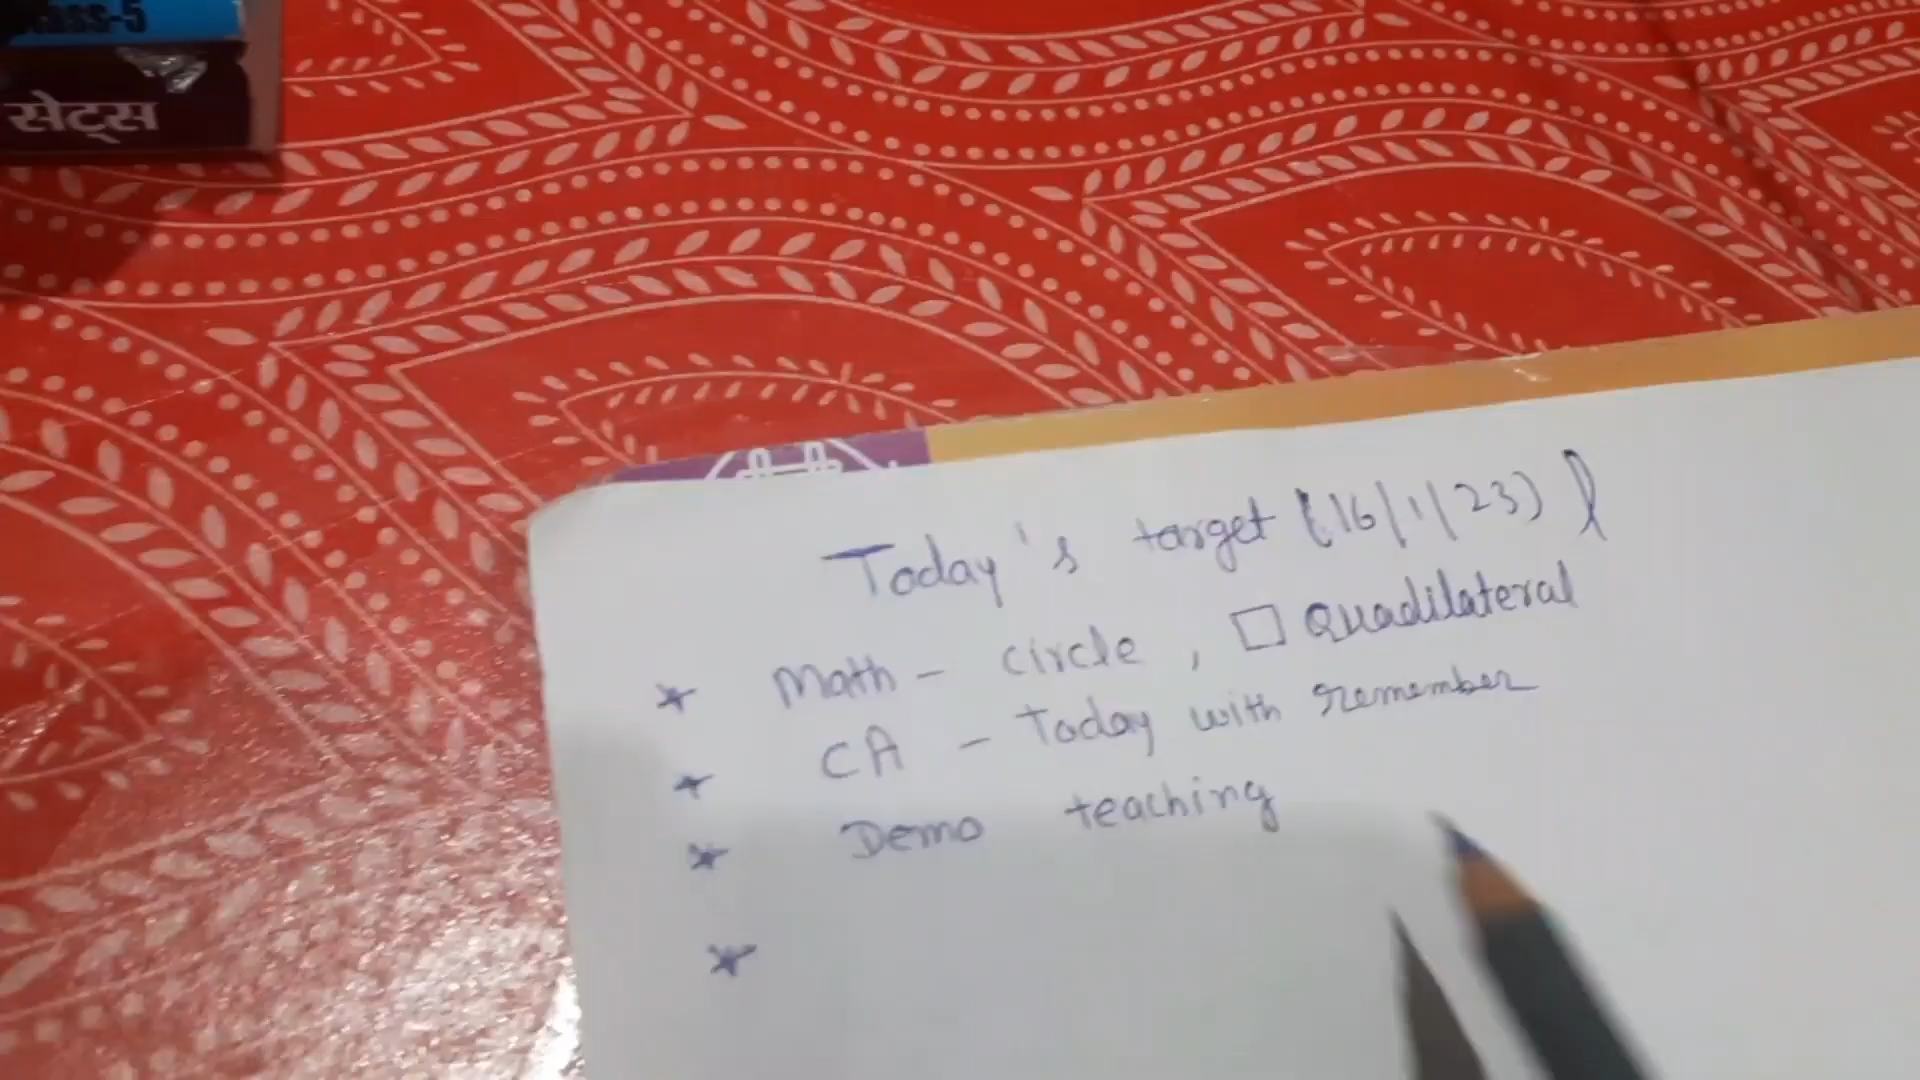 class-5
सेट्स
Today's target (16/1/23)
* Math - circle, □ Quadilateral
* CA - Today with remember
* Demo teaching
*